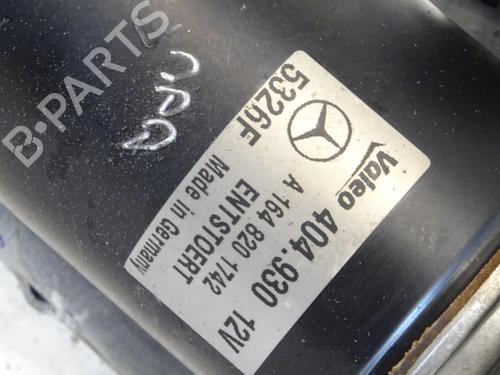 B-PARTS
5326F
Valeo
404.930 12V
A 164 820 1742
ENTSTOERT
Made in Germany